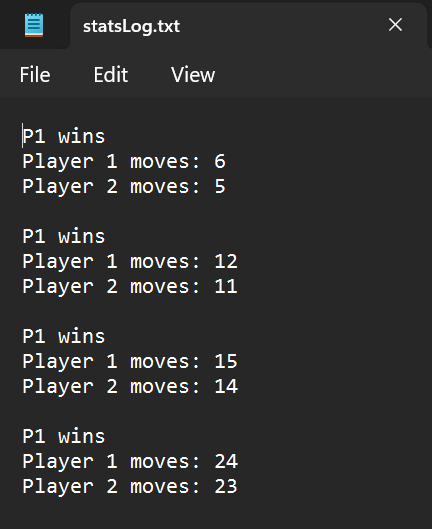 statsLog.txt
File Edit View
P1 wins
Player 1 moves: 6
Player 2 moves: 5
P1 wins
Player 1 moves: 12
Player 2 moves: 11
P1 wins
Player 1 moves: 15
Player 2 moves: 14
P1 wins
Player 1 moves: 24
Player 2 moves: 23